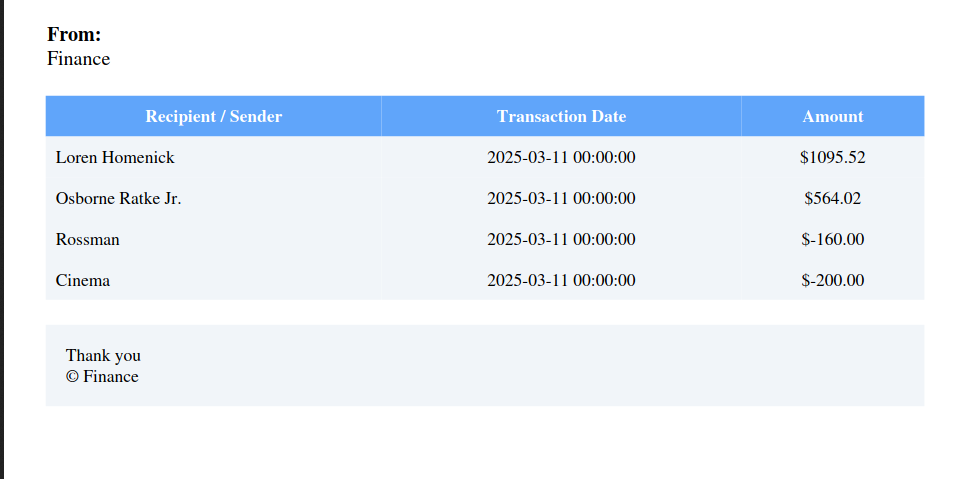 From:
Finance
Recipient / Sender Transaction Date Amount
Loren Homenick 2025-03-11 00:00:00 $1095.52
Osborne Ratke Jr. 2025-03-11 00:00:00 $564.02
Rossman 2025-03-11 00:00:00 $-160.00
Cinema 2025-03-11 00:00:00 $-200.00
Thank you
© Finance